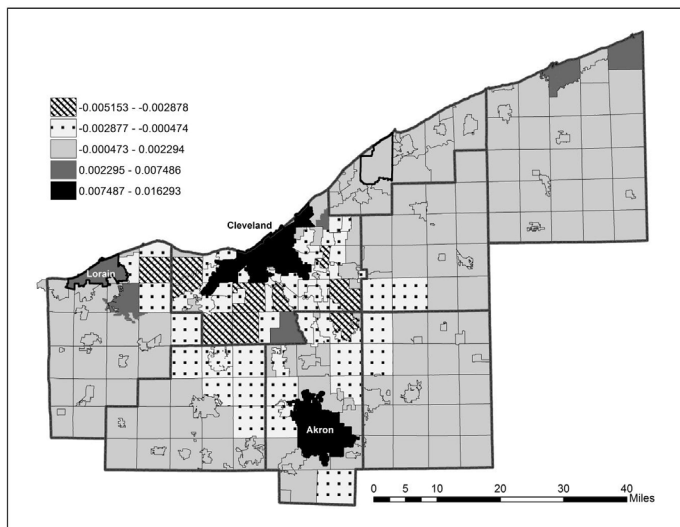 -0.005153 - -0.002878
-0.002877 - -0.000474
-0.000473 - 0.002294
0.002295 - 0.007486
0.007487 - 0.016293
Cleveland
Lorain
Akron
0 5 10 20 30 40
Miles